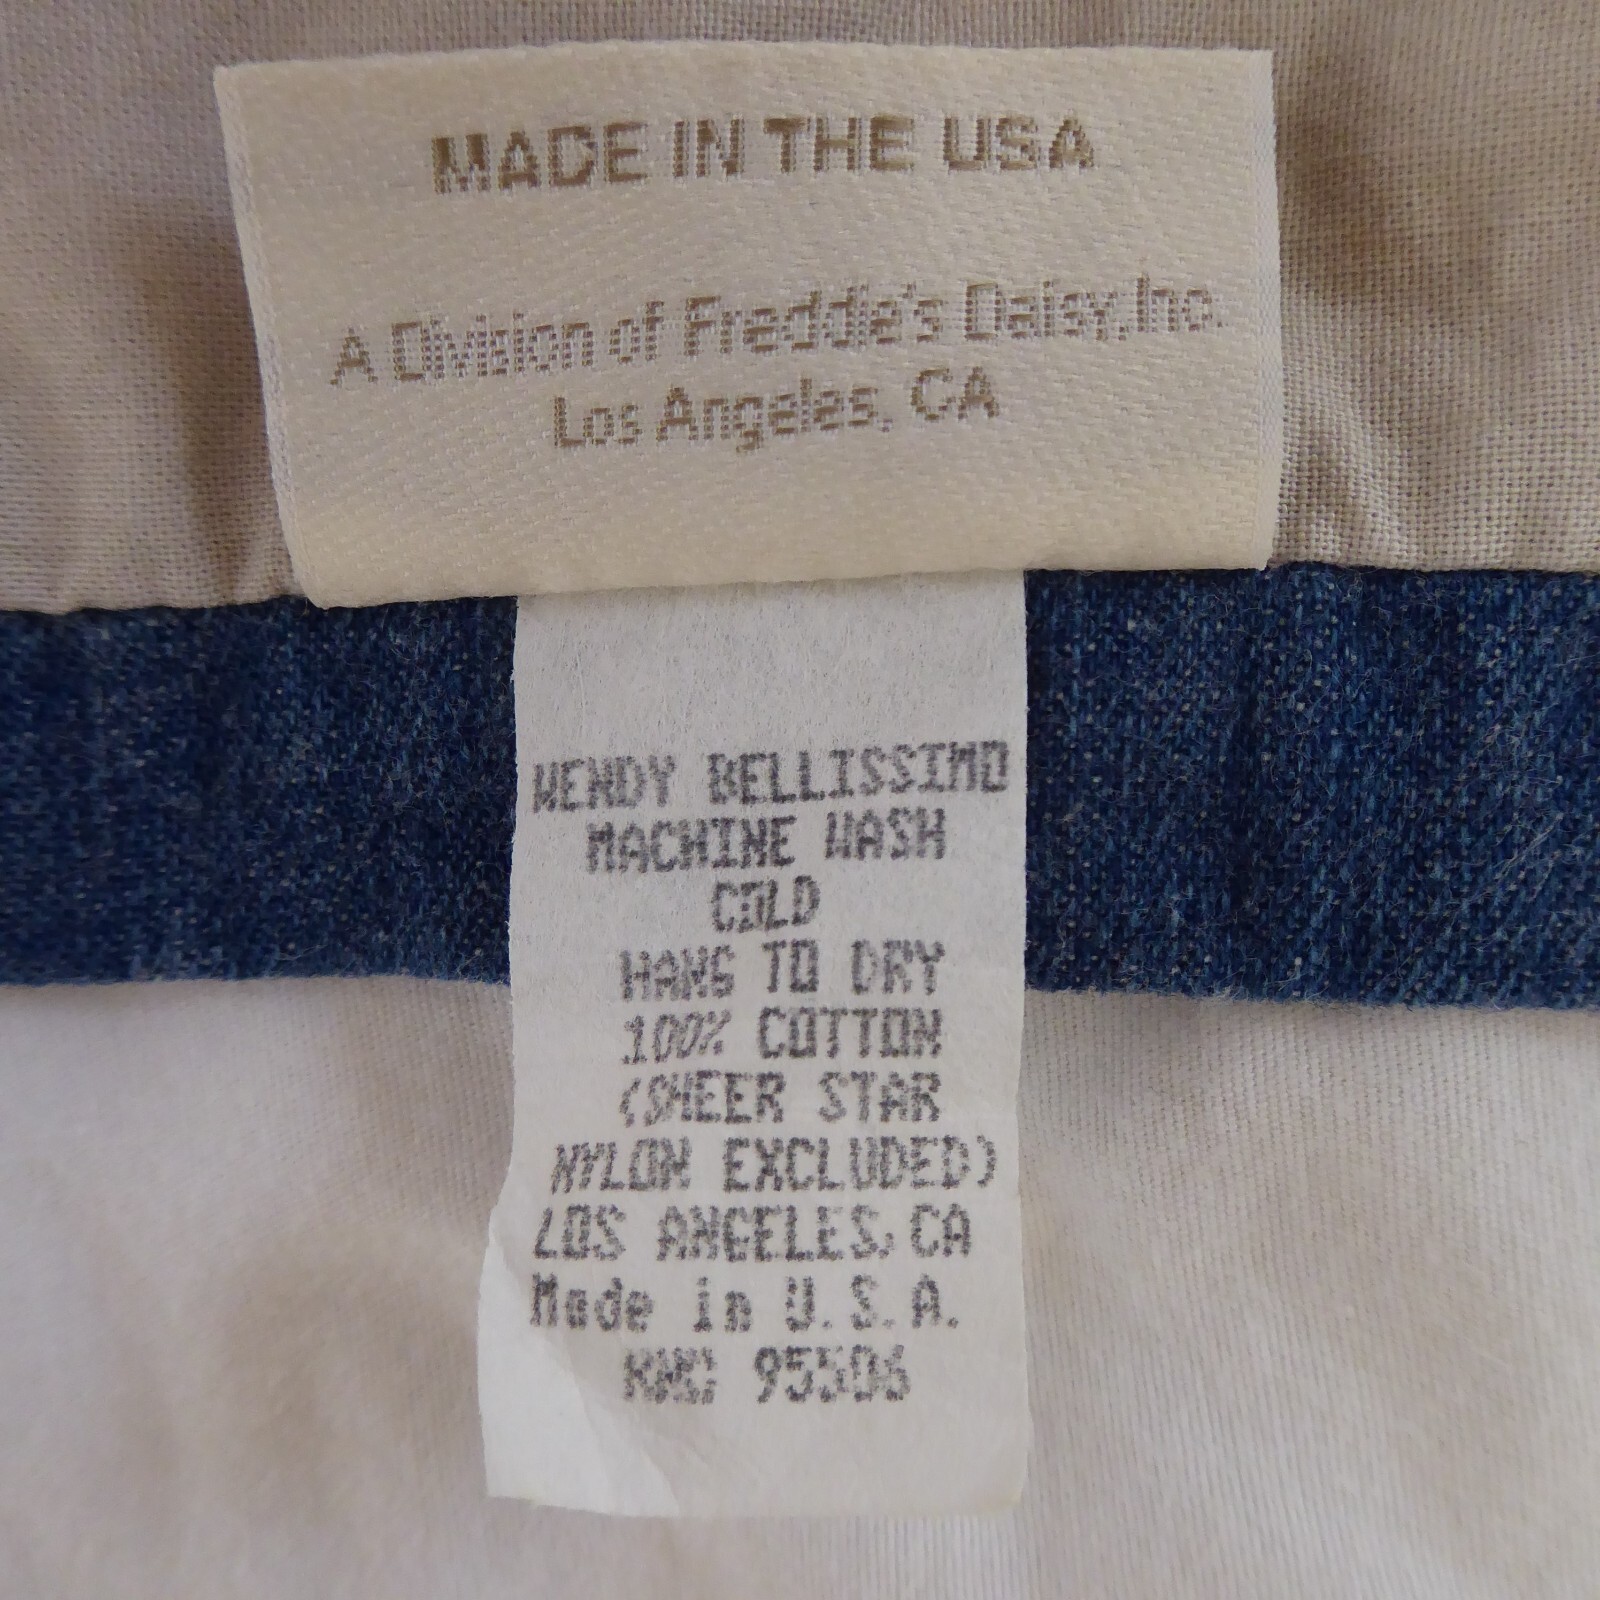 MADE IN THE USA
A Division of Freddie's Daisy, Inc.
Los Angeles, CA
WENDY BELLISSIMO
MACHINE WASH
COLD
HANG TO DRY
100% COTTON
(SHEER STAR
NYLON EXCLUDED)
LOS ANGELES, CA
Made in U.S.A.
95506